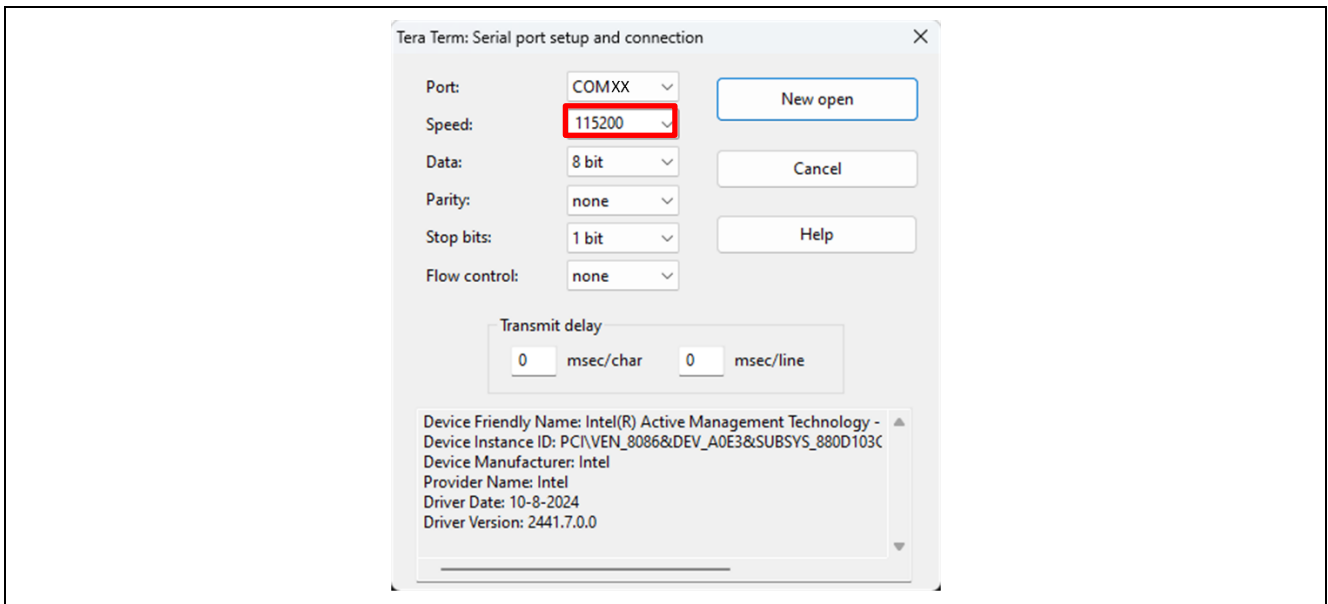 Tera Term: Serial port setup and connection
Port: COMXX New open
Speed: 115200
Data: 8 bit Cancel
Parity: none
Stop bits: 1 bit Help
Flow control: none
Transmit delay
0 msec/char 0 msec/line
Device Friendly Name: Intel(R) Active Management Technology -
Device Instance ID: PCI\VEN_8086&DEV_A0E3&SUBSYS_880D103C
Device Manufacturer: Intel
Provider Name: Intel
Driver Date: 10-8-2024
Driver Version: 2441.7.0.0